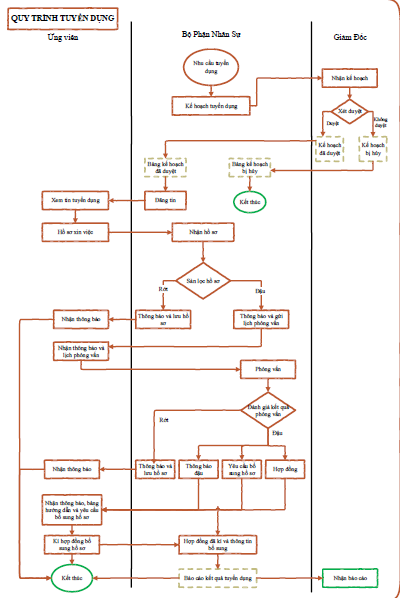 QUY TRÌNH TUYỂN DỤNG
Ứng viên
Bộ Phận Nhân Sự
Giám Đốc
Nhu cầu tuyển
dụng
Kế hoạch tuyển dụng
Nhận kế hoạch
Xét duyệt
Duyệt
Không
duyệt
Kế hoạch
đã duyệt
Kế hoạch
bị hủy
Bảng kế hoạch
đã duyệt
Bảng kế hoạch
bị hủy
Kết thúc
Đăng tin
Xem tin tuyển dụng
Hồ sơ xin việc
Nhận hồ sơ
Sàn lọc hồ sơ
Rớt
Đậu
Thông báo và lưu hồ
sơ
Thông báo và gửi
lịch phỏng vấn
Nhận thông báo
Nhận thông báo và
lịch phỏng vấn
Phỏng vấn
Đánh giá kết quả
phỏng vấn
Rớt
Đậu
Thông báo và
lưu hồ sơ
Thông báo
đậu
Yêu cầu bổ
sung hồ sơ
Hợp đồng
Nhận thông báo
Nhận thông báo, bảng
hướng dẫn và yêu cầu
bổ sung hồ sơ
Kí hợp đồng bổ
sung hồ sơ
Hợp đồng đã kí và thông tin
bổ sung
Kết thúc
Báo cáo kết quả tuyển dụng
Nhận báo cáo